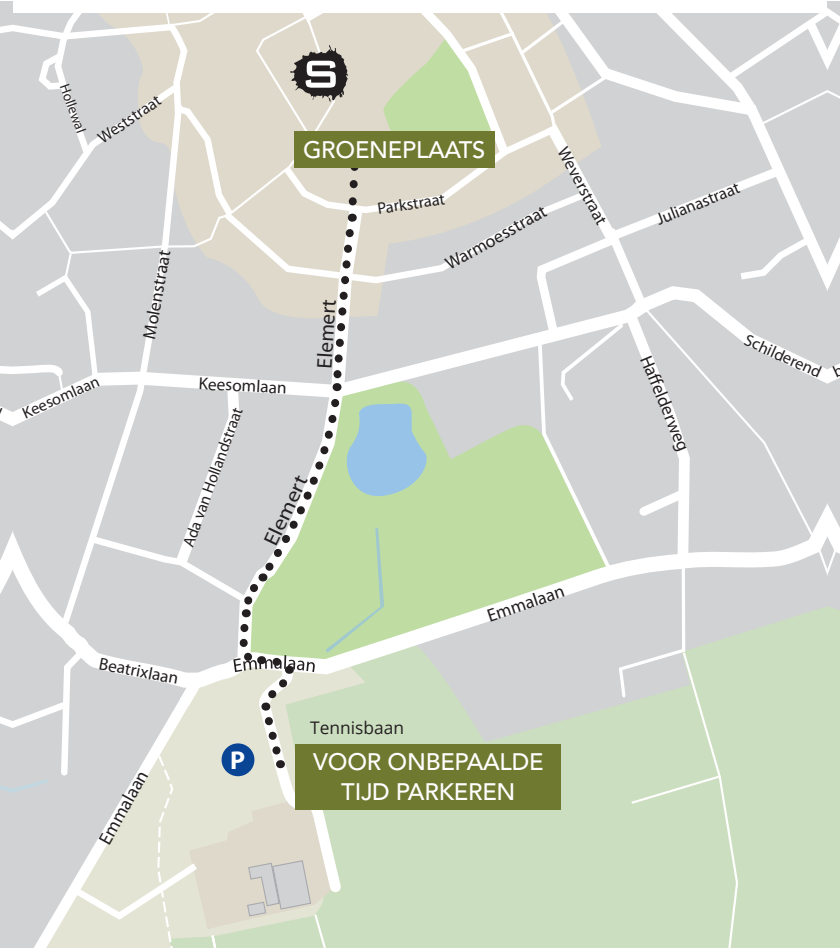 S
GROENEPLAATS
Hollewal
Weststraat
Weverstraat
Parkstraat
Julianastraat
Warmoesstraat
Molenstraat
Elemert
Schilderend
Haffelderweg
Keesomlaan
Keesomlaan
Ada van Hollandstraat
Elemert
Emmalaan
Emmalaan
Beatrixlaan
Tennisbaan
P
VOOR ONBEPAALDE
TIJD PARKEREN
Emmalaan